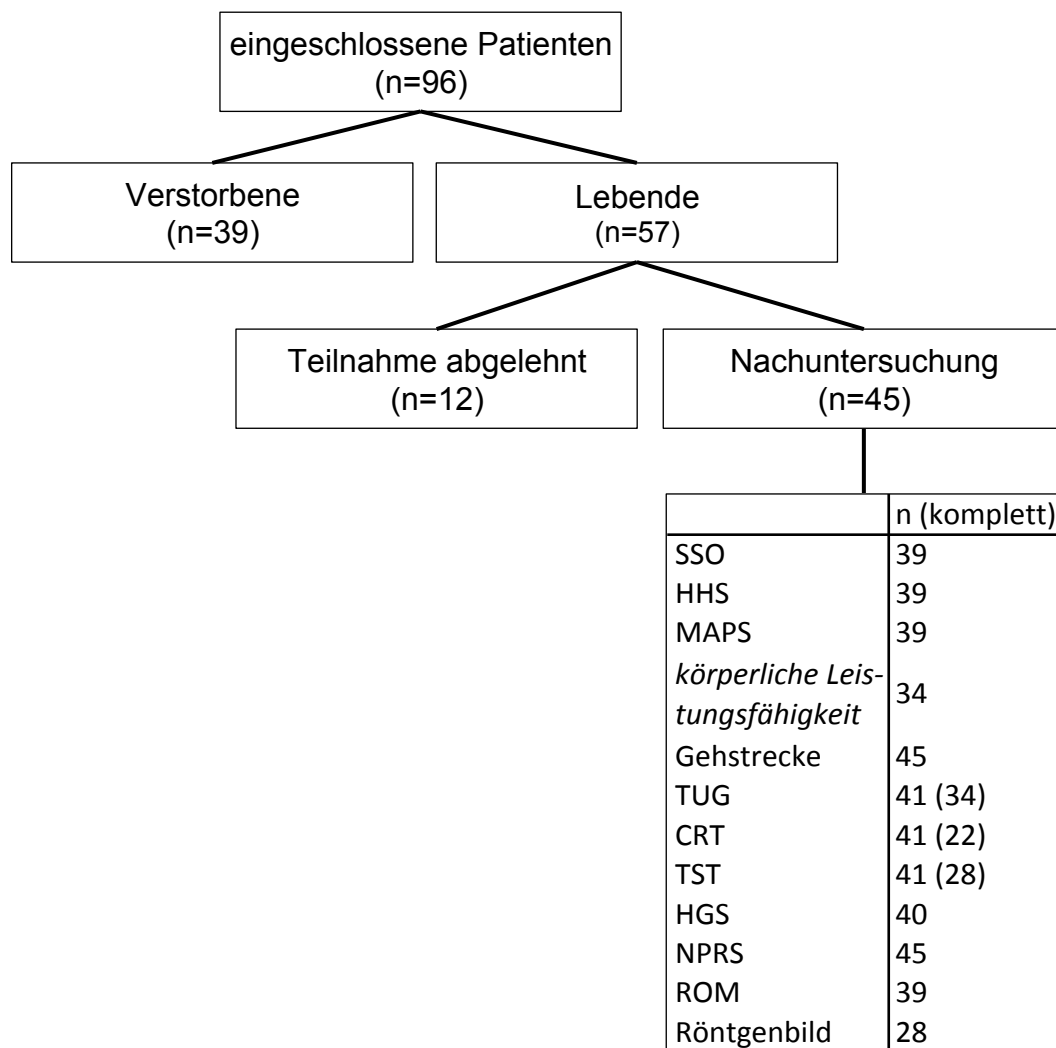 eingeschlossene Patienten
(n=96)
Verstorbene
(n=39)
Lebende
(n=57)
Teilnahme abgelehnt
(n=12)
Nachuntersuchung
(n=45)
n (komplett)
SSO 39
HHS 39
MAPS 39
körperliche Leis-
tungsfähigkeit 34
Gehstrecke 45
TUG 41 (34)
CRT 41 (22)
TST 41 (28)
HGS 40
NPRS 45
ROM 39
Röntgenbild 28